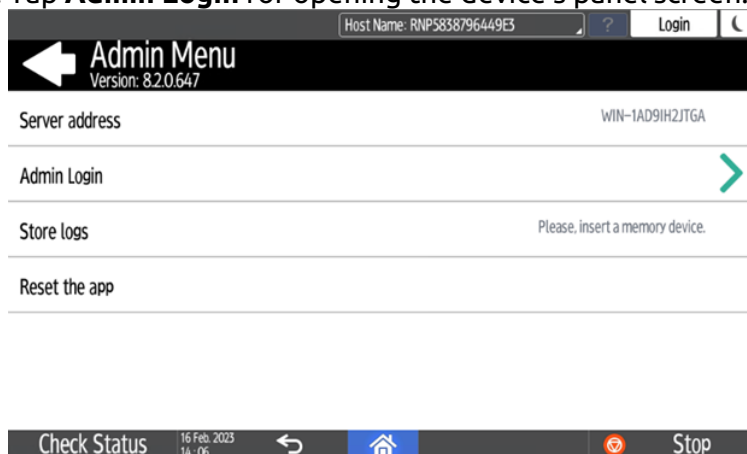 Tap Admin Login for opening the device's panel screen.
Host Name: RNP5838796449E3 ? Login
Admin Menu
Version: 8.2.0.647
Server address WIN-1AD9IH2JTGA
Admin Login
Store logs Please, insert a memory device.
Reset the app
Check Status 16 Feb. 2023 Stop
14:06